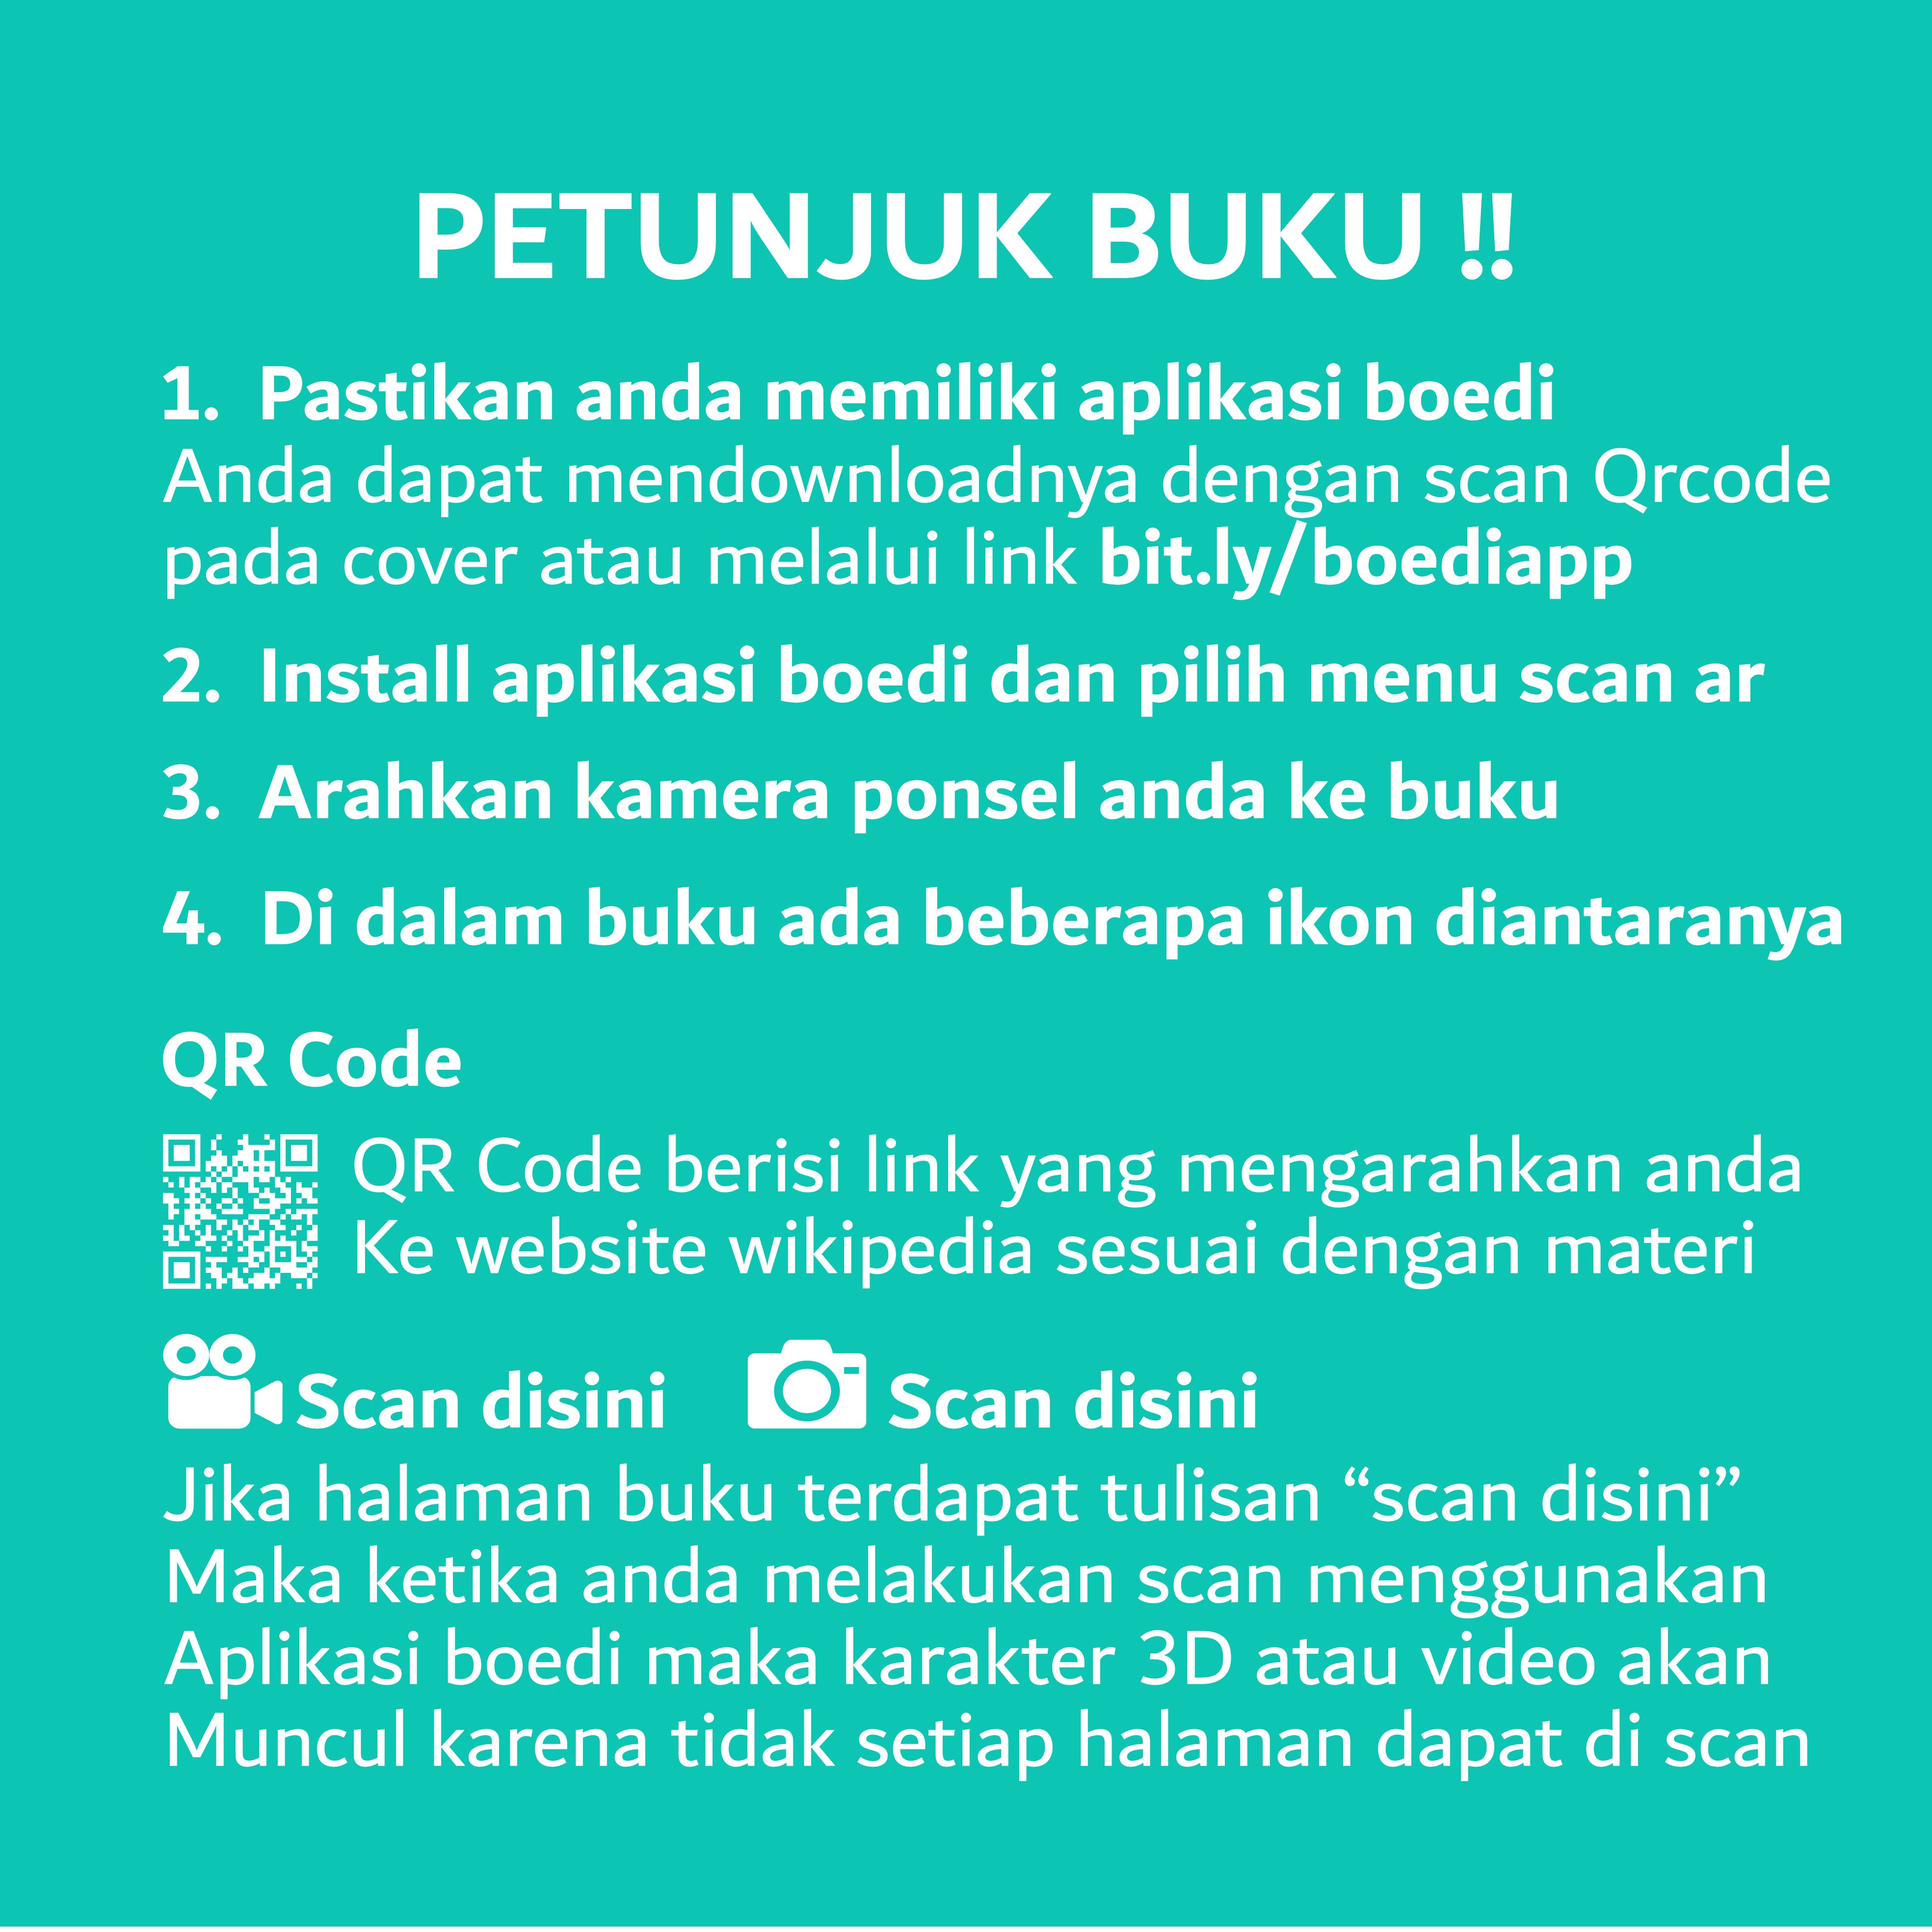 PETUNJUK BUKU !!
1. Pastikan anda memiliki aplikasi boedi
Anda dapat mendownloadnya dengan scan Qrcode
pada cover atau melalui link bit.ly/boediapp
2. Install aplikasi boedi dan pilih menu scan ar
3. Arahkan kamera ponsel anda ke buku
4. Di dalam buku ada beberapa ikon diantaranya
QR Code
QR Code berisi link yang mengarahkan anda
Ke website wikipedia sesuai dengan materi
Scan disini Scan disini
Jika halaman buku terdapat tulisan “scan disini”
Maka ketika anda melakukan scan menggunakan
Aplikasi boedi maka karakter 3D atau video akan
Muncul karena tidak setiap halaman dapat di scan